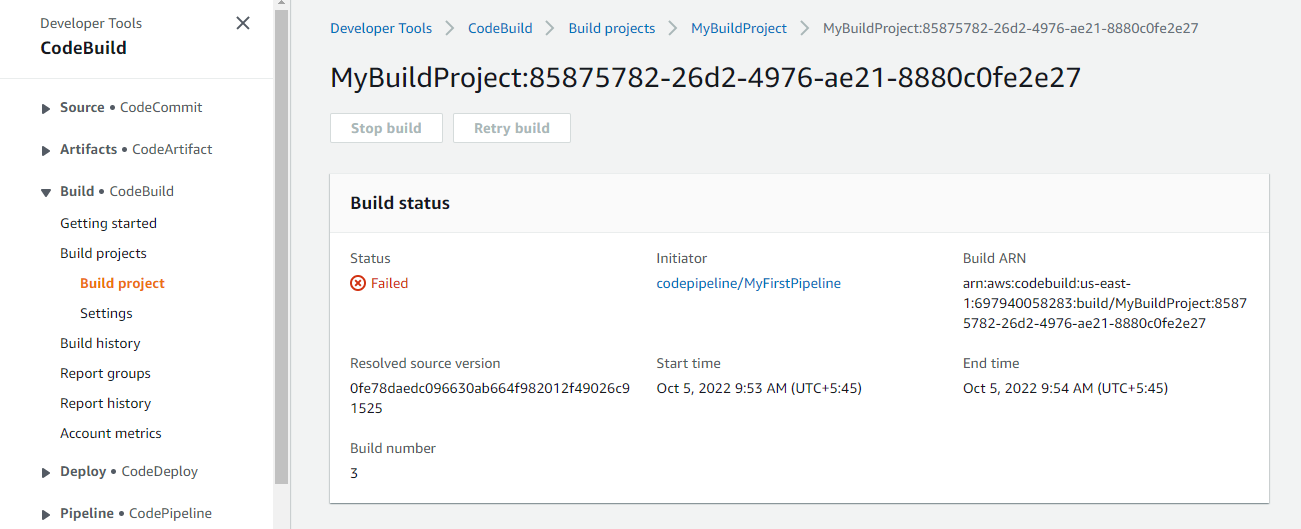 Developer Tools
CodeBuild
Source • CodeCommit
Artifacts • CodeArtifact
Build • CodeBuild
Getting started
Build projects
Build project
Settings
Build history
Report groups
Report history
Account metrics
Deploy • CodeDeploy
Pipeline • CodePipeline
Developer Tools > CodeBuild > Build projects > MyBuildProject > MyBuildProject:85875782-26d2-4976-ae21-8880c0fe2e27
MyBuildProject:85875782-26d2-4976-ae21-8880c0fe2e27
Stop build Retry build
Build status
Status
Failed
Initiator
codepipeline/MyFirstPipeline
Build ARN
arn:aws:codebuild:us-east-
1:697940058283:build/MyBuildProject:8587
5782-26d2-4976-ae21-8880c0fe2e27
Resolved source version
0fe78daedc096630ab664f982012f49026c9
1525
Start time
Oct 5, 2022 9:53 AM (UTC+5:45)
End time
Oct 5, 2022 9:54 AM (UTC+5:45)
Build number
3